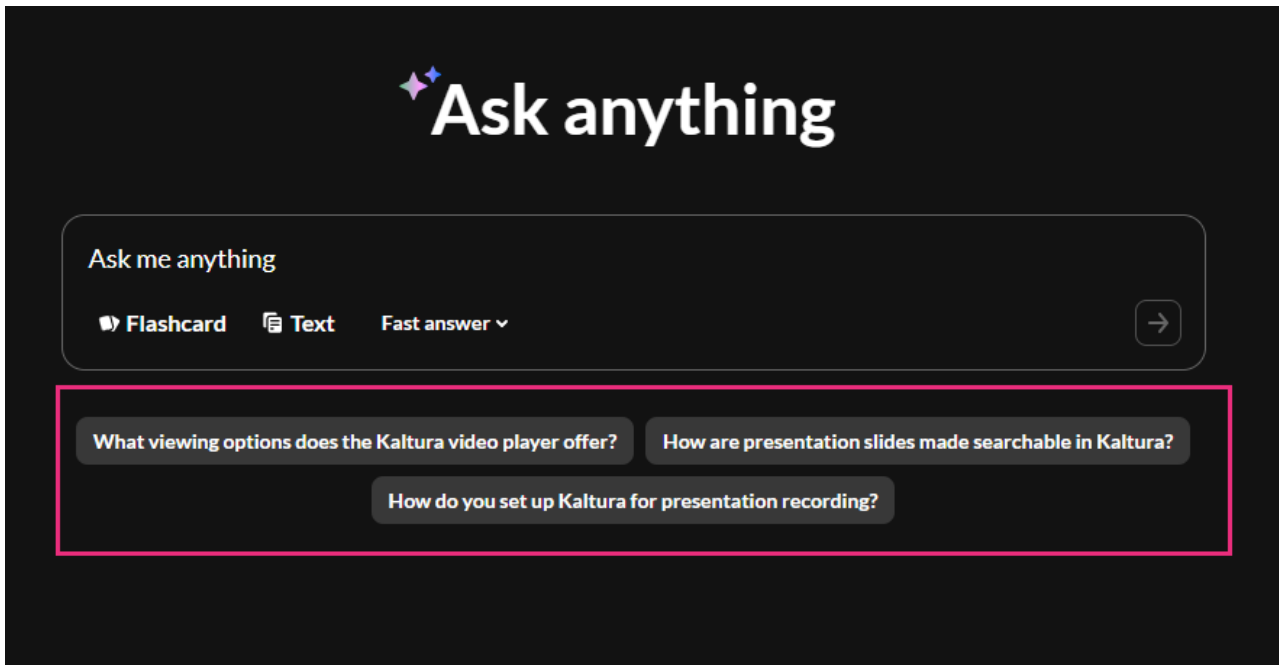 Ask anything
Ask me anything
Flashcard Text Fast answer
What viewing options does the Kaltura video player offer? How are presentation slides made searchable in Kaltura?
How do you set up Kaltura for presentation recording?